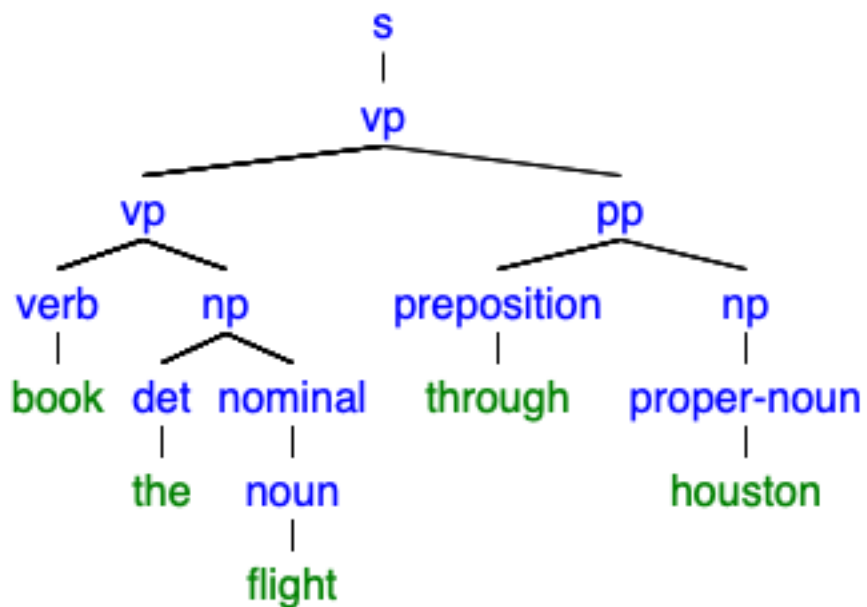 s
vp
vp pp
verb np preposition np
book det nominal through proper-noun
the noun houston
flight